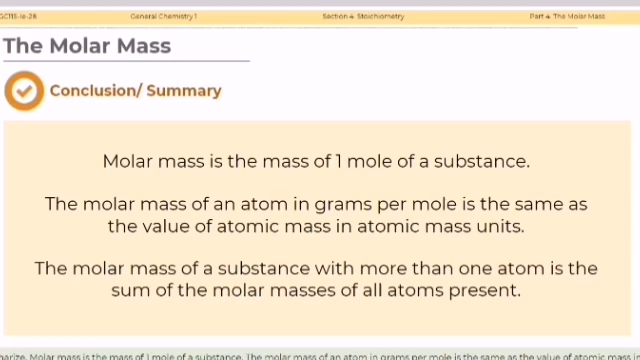 GC11S-Ie-28 General Chemistry 1 Section 4: Stoichiometry Part 4: The Molar Mass
The Molar Mass
Conclusion/ Summary
Molar mass is the mass of 1 mole of a substance.
The molar mass of an atom in grams per mole is the same as
the value of atomic mass in atomic mass units.
The molar mass of a substance with more than one atom is the
sum of the molar masses of all atoms present.
Molar mass is the mass of 1 mole of a substance. The molar mass of an atom in grams per mole is the same as the value of atomic mass in